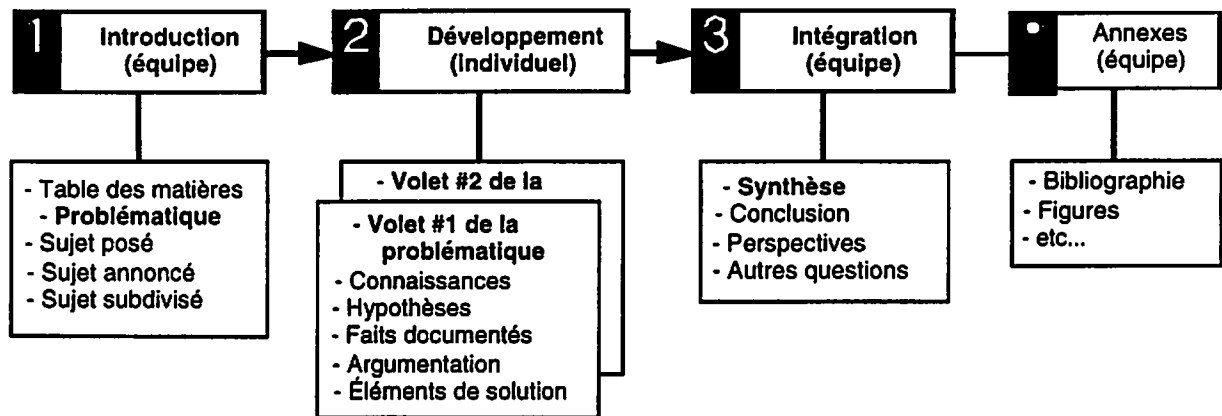 1 Introduction
(équipe)
2 Développement
(individuel)
3 Intégration
(équipe)
Annexes
(équipe)
- Table des matières
- Problématique
- Sujet posé
- Sujet annoncé
- Sujet subdivisé
- Volet #2 de la
- Volet #1 de la
problématique
- Connaissances
- Hypothèses
- Faits documentés
- Argumentation
- Éléments de solution
- Synthèse
- Conclusion
- Perspectives
- Autres questions
- Bibliographie
- Figures
- etc...